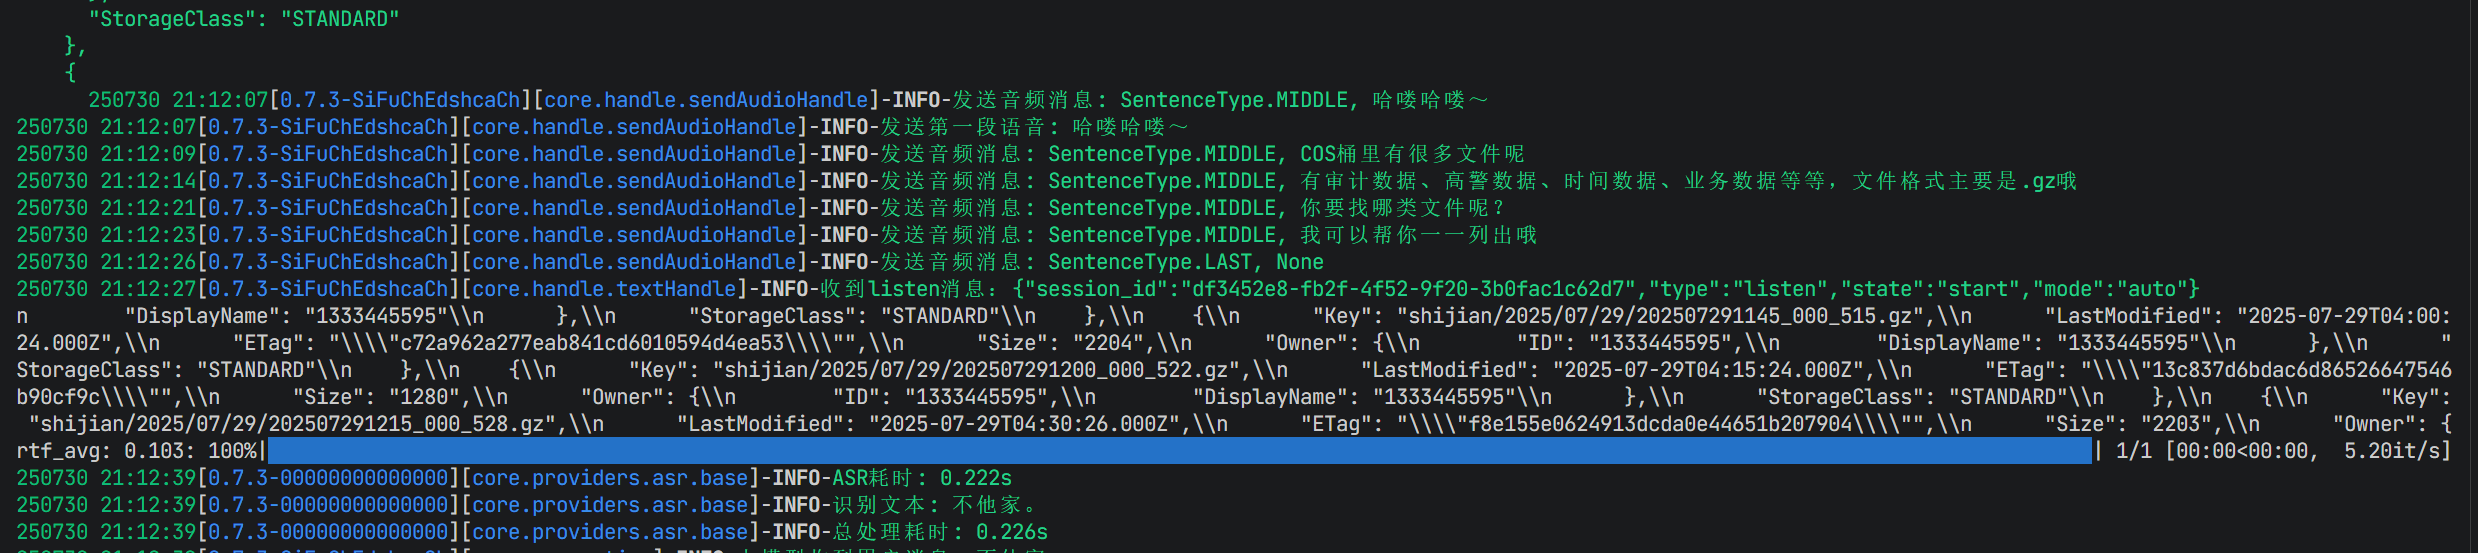 "StorageClass": "STANDARD"
},
{
250730 21:12:07[0.7.3-SiFuChEdshcaCh][core.handle.sendAudioHandle]-INFO-发送音频消息: SentenceType.MIDDLE, 哈喽哈喽～
250730 21:12:07[0.7.3-SiFuChEdshcaCh][core.handle.sendAudioHandle]-INFO-发送第一段语音: 哈喽哈喽～
250730 21:12:09[0.7.3-SiFuChEdshcaCh][core.handle.sendAudioHandle]-INFO-发送音频消息: SentenceType.MIDDLE, COS桶里有很多文件呢
250730 21:12:14[0.7.3-SiFuChEdshcaCh][core.handle.sendAudioHandle]-INFO-发送音频消息: SentenceType.MIDDLE, 有审计数据、高警数据、时间数据、业务数据等等，文件格式主要是.gz哦
250730 21:12:21[0.7.3-SiFuChEdshcaCh][core.handle.sendAudioHandle]-INFO-发送音频消息: SentenceType.MIDDLE, 你要找哪类文件呢？
250730 21:12:23[0.7.3-SiFuChEdshcaCh][core.handle.sendAudioHandle]-INFO-发送音频消息: SentenceType.MIDDLE, 我可以帮你一一列出哦
250730 21:12:26[0.7.3-SiFuChEdshcaCh][core.handle.sendAudioHandle]-INFO-发送音频消息: SentenceType.LAST, None
250730 21:12:27[0.7.3-SiFuChEdshcaCh][core.handle.textHandle]-INFO-收到listen消息：{"session_id":"df3452e8-fb2f-4f52-9f20-3b0fac1c62d7","type":"listen","state":"start","mode":"auto"}
n        "DisplayName": "1333445595"\\n      },\\n      "StorageClass": "STANDARD"\\n    },\\n    {\\n      "Key": "shijian/2025/07/29/202507291145_000_515.gz",\\n      "LastModified": "2025-07-29T04:00:
24.000Z",\\n      "ETag": "\\\\"c72a962a277eab841cd6010594d4ea53\\\\"",\\n      "Size": "2204",\\n      "Owner": {\\n        "ID": "1333445595",\\n        "DisplayName": "1333445595"\\n      },\\n      "
StorageClass": "STANDARD"\\n    },\\n    {\\n      "Key": "shijian/2025/07/29/202507291200_000_522.gz",\\n      "LastModified": "2025-07-29T04:15:24.000Z",\\n      "ETag": "\\\\"13c837d6bdac6d86526647546
b90cf9c\\\\"",\\n      "Size": "1280",\\n      "Owner": {\\n        "ID": "1333445595",\\n        "DisplayName": "1333445595"\\n      },\\n      "StorageClass": "STANDARD"\\n    },\\n    {\\n      "Key":
"shijian/2025/07/29/202507291215_000_528.gz",\\n      "LastModified": "2025-07-29T04:30:26.000Z",\\n      "ETag": "\\\\"f8e155e0624913dcda0e44651b207904\\\\"",\\n      "Size": "2203",\\n      "Owner": {
rtf_avg: 0.103: 100%| | 1/1 [00:00<00:00,  5.20it/s]
250730 21:12:39[0.7.3-00000000000000][core.providers.asr.base]-INFO-ASR耗时: 0.222s
250730 21:12:39[0.7.3-00000000000000][core.providers.asr.base]-INFO-识别文本: 不他家。
250730 21:12:39[0.7.3-00000000000000][core.providers.asr.base]-INFO-总处理耗时: 0.226s